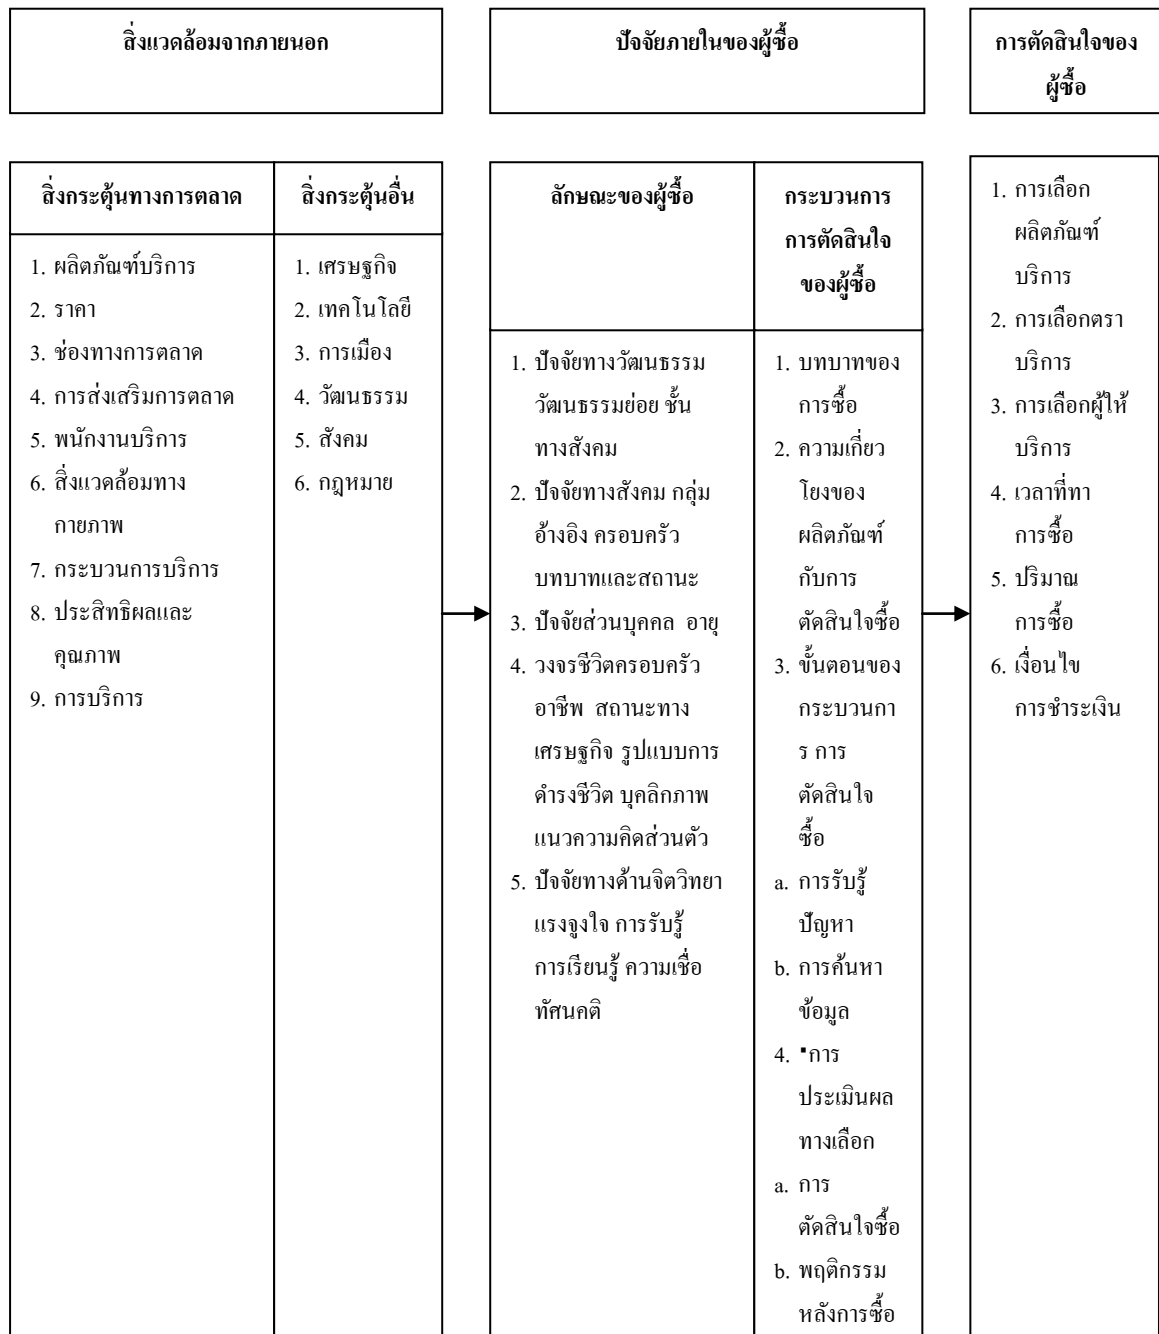 สิ่งแวดล้อมจากภายนอก
ปัจจัยภายในของผู้ซื้อ
การตัดสินใจของ
ผู้ซื้อ
สิ่งกระตุ้นทางการตลาด
สิ่งกระตุ้นอื่น
1. ผลิตภัณฑ์บริการ
2. ราคา
3. ช่องทางการตลาด
4. การส่งเสริมการตลาด
5. พนักงานบริการ
6. สิ่งแวดล้อมทาง
กายภาพ
7. กระบวนการบริการ
8. ประสิทธิผลและ
คุณภาพ
9. การบริการ
1. เศรษฐกิจ
2. เทคโนโลยี
3. การเมือง
4. วัฒนธรรม
5. สังคม
6. กฎหมาย
ลักษณะของผู้ซื้อ
กระบวนการ
การตัดสินใจ
ของผู้ซื้อ
1. ปัจจัยทางวัฒนธรรม
วัฒนธรรมย่อย ชั้น
ทางสังคม
2. ปัจจัยทางสังคม กลุ่ม
อ้างอิง ครอบครัว
บทบาทและสถานะ
3. ปัจจัยส่วนบุคคล อายุ
4. วงจรชีวิตครอบครัว
อาชีพ สถานะทาง
เศรษฐกิจ รูปแบบการ
ดำรงชีวิต บุคลิกภาพ
แนวความคิดส่วนตัว
5. ปัจจัยทางด้านจิตวิทยา
แรงจูงใจ การรับรู้
การเรียนรู้ ความเชื่อ
ทัศนคติ
1. บทบาทของ
การซื้อ
2. ความเกี่ยว
โยงของ
ผลิตภัณฑ์
กับการ
ตัดสินใจซื้อ
3. ขั้นตอนของ
กระบวนกา
ร การ
ตัดสินใจ
ซื้อ
a. การรับรู้
ปัญหา
b. การค้นหา
ข้อมูล
4. ▪การ
ประเมินผล
ทางเลือก
a. การ
ตัดสินใจซื้อ
b. พฤติกรรม
หลังการซื้อ
1. การเลือก
ผลิตภัณฑ์
บริการ
2. การเลือกตรา
บริการ
3. การเลือกผู้ให้
บริการ
4. เวลาที่ทา
การซื้อ
5. ปริมาณ
การซื้อ
6. เงื่อนไข
การชำระเงิน